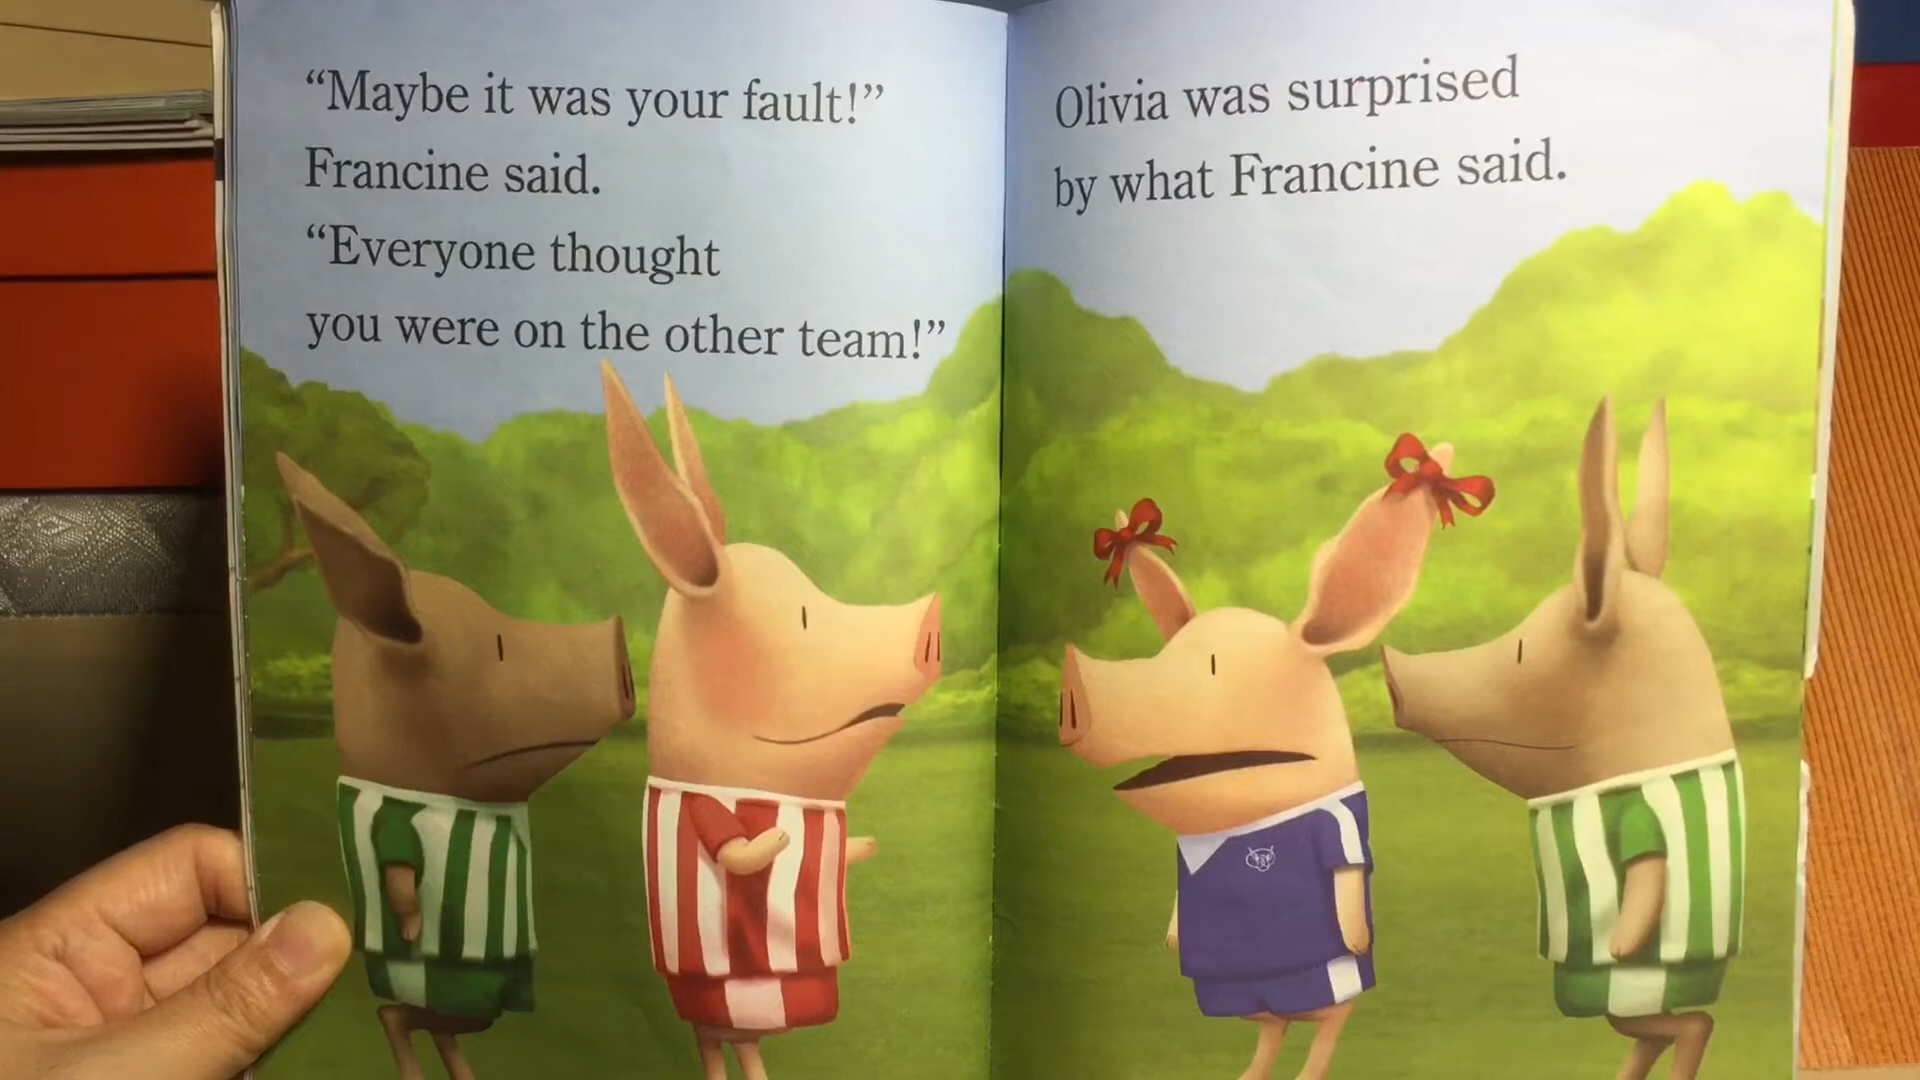 “Maybe it was your fault!”
Francine said.
“Everyone thought
you were on the other team!”
Olivia was surprised
by what Francine said.